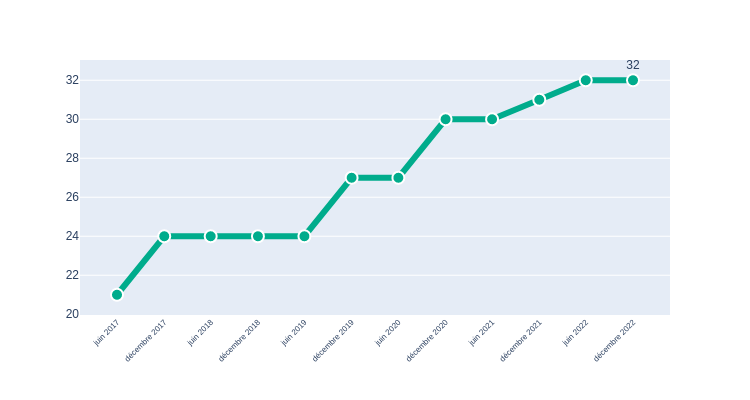 32
32
30
28
26
24
22
20
juin 2017
décembre 2017
juin 2018
décembre 2018
juin 2019
décembre 2019
juin 2020
décembre 2020
juin 2021
décembre 2021
juin 2022
décembre 2022